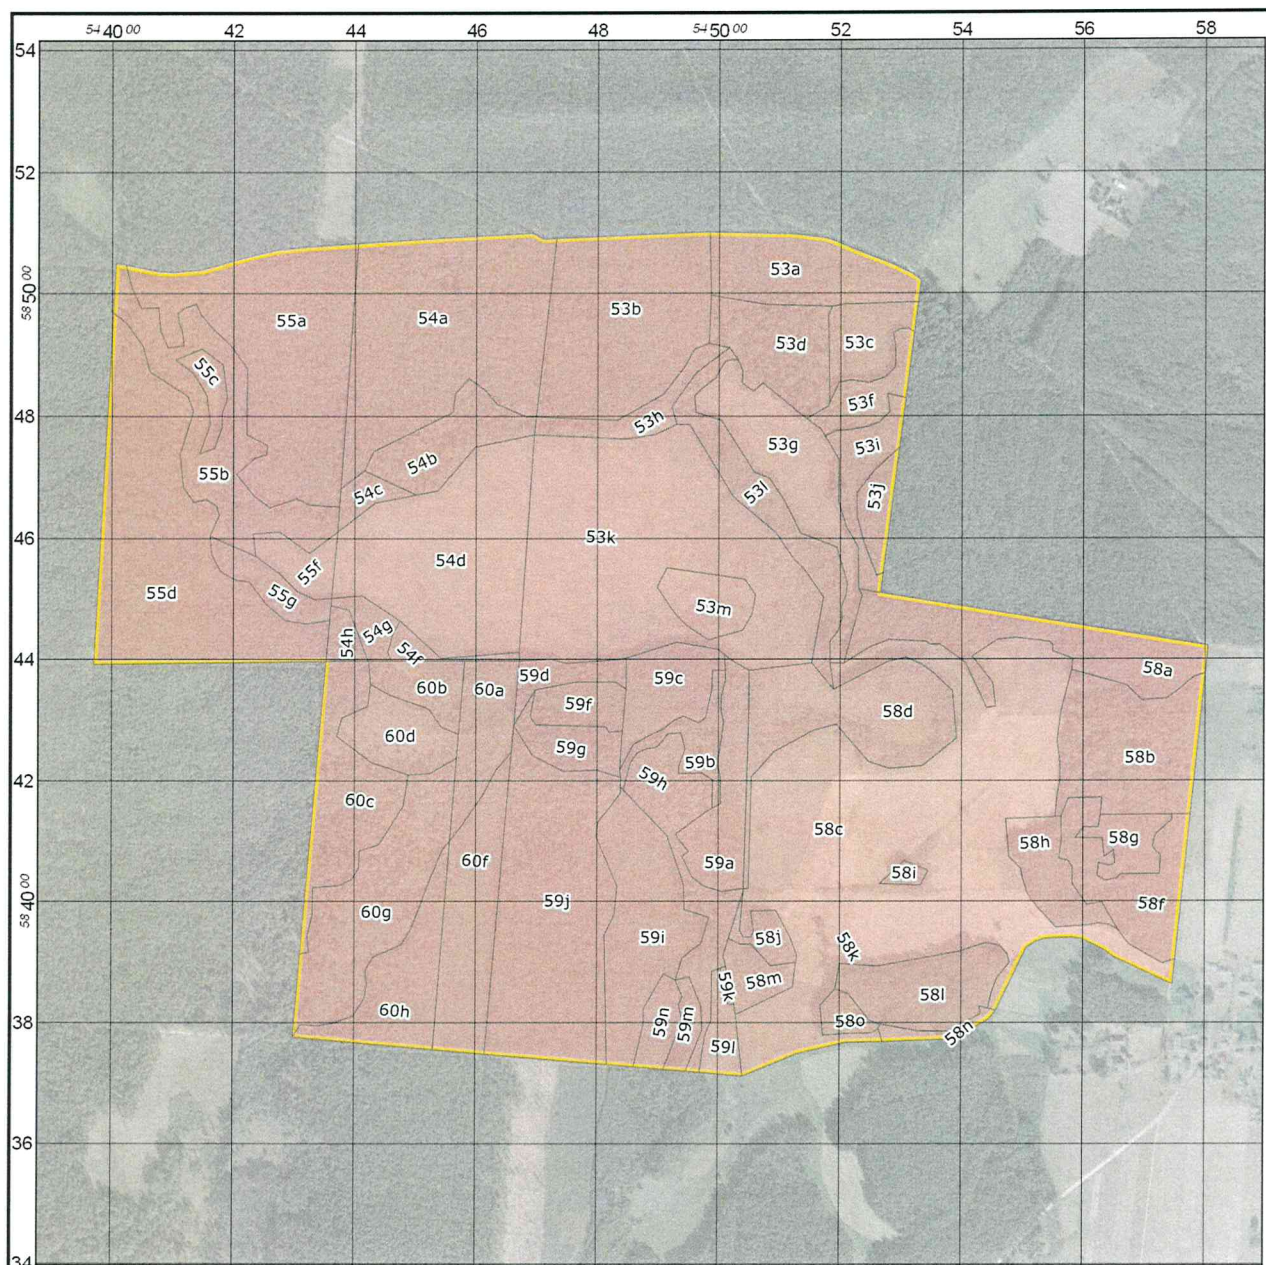 54 40 00 42 44 46 48 54 50 00 52 54 56 58
54
52
53a
58 50 00
53b
55a 54a
53d 53c
55c
48
53f
53h
53g 53i
54b
55b
54c 53l 53j
46
53k
54d
55f
55d 55g
53m
54g
54h
44
54f 58a
59d 59c
60b 60a
59f
58d
60d
59g
59b 58b
42
59h
60c
58c
58h 58g
60f 59a
58i
58 40 00
59j 58f
60g
59i 58j 58k
58m
59k 58l
60h
38 59n 59m 58o
58n
59l
36
34